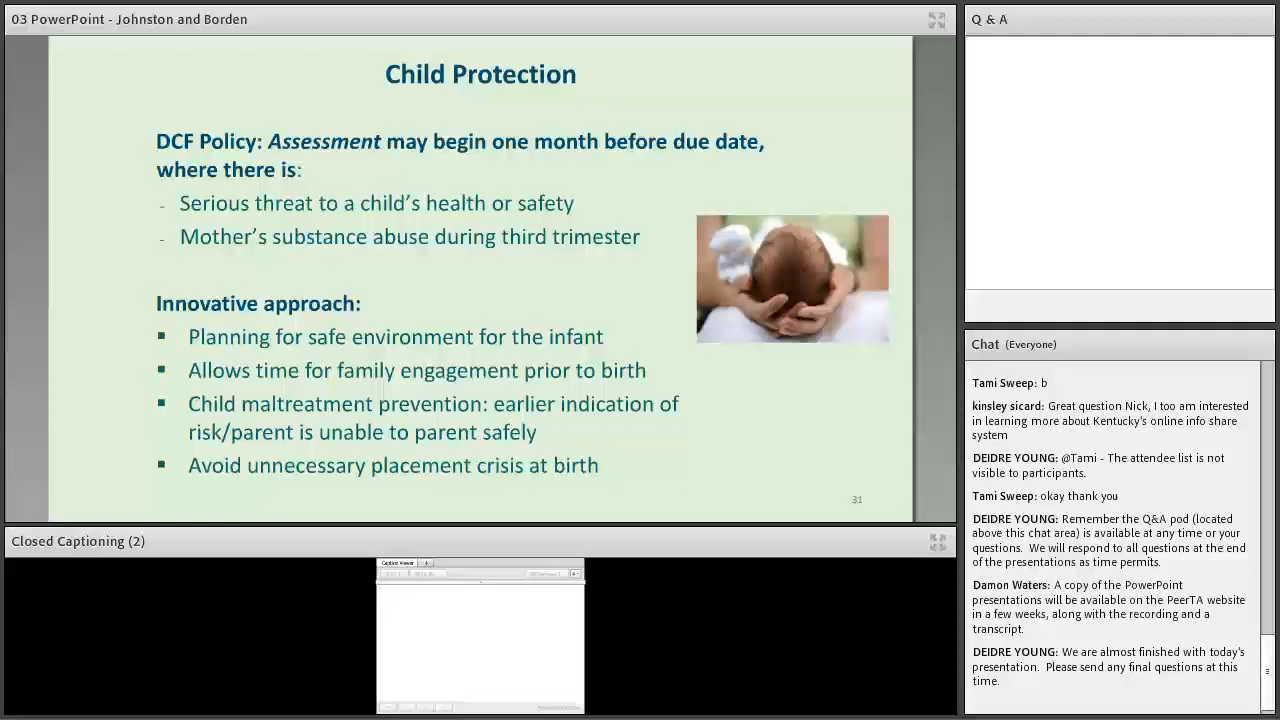 03 PowerPoint - Johnston and Borden
Child Protection
DCF Policy: Assessment may begin one month before due date,
where there is:
- Serious threat to a child’s health or safety
- Mother’s substance abuse during third trimester
Innovative approach:
▪ Planning for safe environment for the infant
▪ Allows time for family engagement prior to birth
▪ Child maltreatment prevention: earlier indication of
risk/parent is unable to parent safely
▪ Avoid unnecessary placement crisis at birth
31
Closed Captioning (2)
Caption Viewer
Q & A
Chat (Everyone)
Tami Sweep: b
kinsley sicard: Great question Nick, I too am interested
in learning more about Kentucky's online info share
system
DEIDRE YOUNG: @Tami - The attendee list is not
visible to participants.
Tami Sweep: okay thank you
DEIDRE YOUNG: Remember the Q&A pod (located
above this chat area) is available at any time or your
questions. We will respond to all questions at the end
of the presentations as time permits.
Damon Waters: A copy of the PowerPoint
presentations will be available on the PeerTA website
in a few weeks, along with the recording and a
transcript.
DEIDRE YOUNG: We are almost finished with today's
presentation. Please send any final questions at this
time.